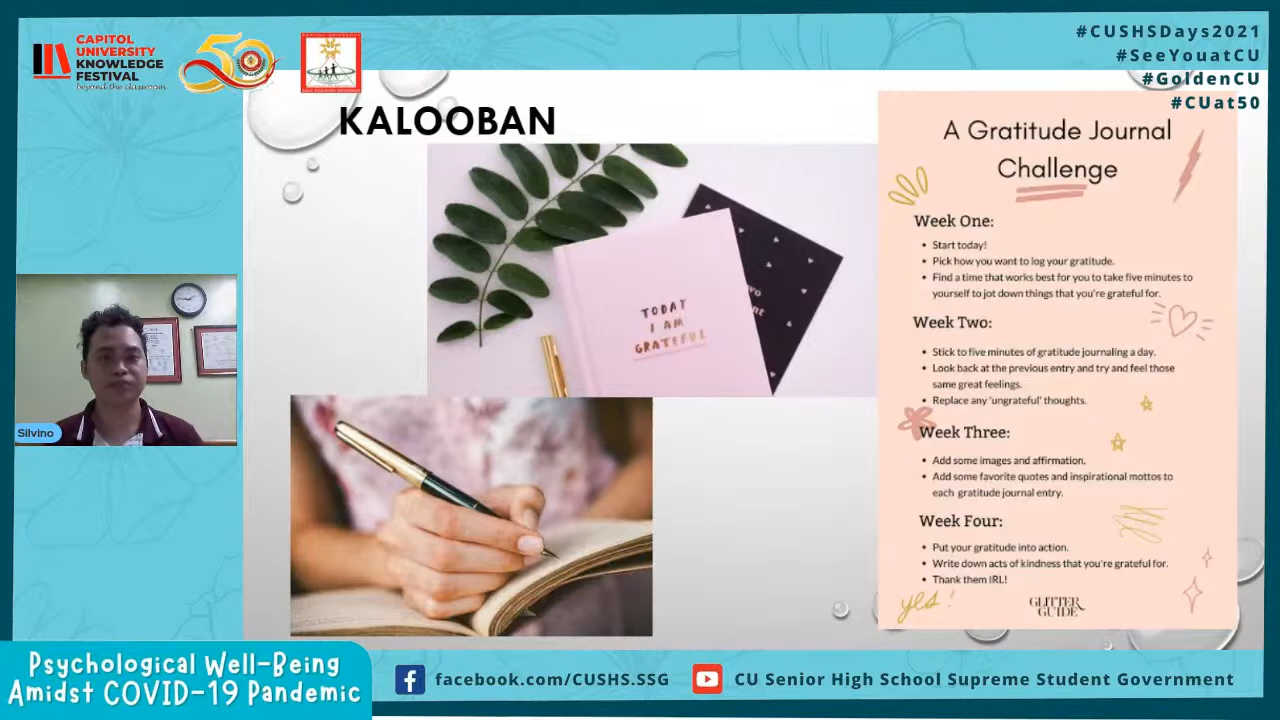 CAPITOL
UNIVERSITY
KNOWLEDGE
FESTIVAL
beyond the classroom
50
#CUSHSDays2021
#SeeYouatCU
#GoldenCU
#CUat50
KALOOBAN
TODAY
I AM
GRATEFUL
A Gratitude Journal
Challenge
Week One:
• Start today!
• Pick how you want to log your gratitude.
• Find a time that works best for you to take five minutes to
yourself to jot down things that you're grateful for.
Week Two:
• Stick to five minutes of gratitude journaling a day.
• Look back at the previous entry and try and feel those
same great feelings.
• Replace any 'ungrateful' thoughts.
Week Three:
• Add some images and affirmation.
• Add some favorite quotes and inspirational mottos to
each gratitude journal entry.
Week Four:
• Put your gratitude into action.
• Write down acts of kindness that you're grateful for.
• Thank them IRL!
yes!
GLITTER
GUIDE
Silvino
Psychological Well-Being
Amidst COVID-19 Pandemic
facebook.com/CUSHS.SSG
CU Senior High School Supreme Student Government